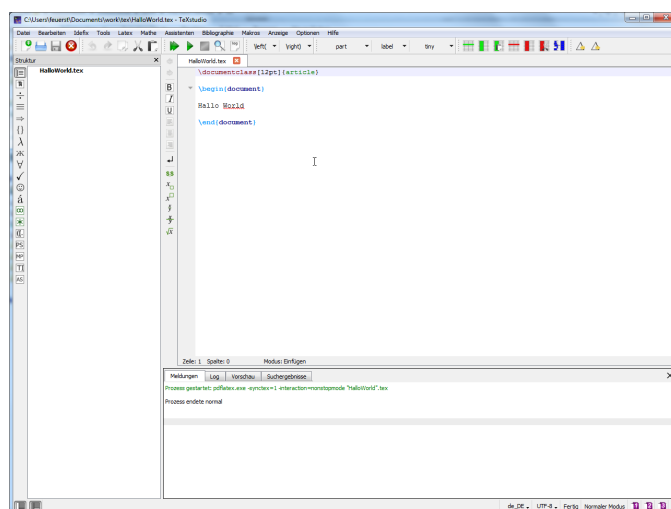 C:\Users\feuerst\Documents\work\tex\HalloWorld.tex - TeXstudio
Datei Bearbeiten Idefix Tools Latex Mathe Assistenten Bibliographie Makros Anzeige Optionen Hilfe
\left( \right) part label tiny
Struktur
HalloWorld.tex
HalloWorld.tex
\documentclass[12pt]{article}
\begin{document}
Hallo World
\end{document}
Zeile: 1 Spalte: 0 Modus: Einfügen
Meldungen Log Vorschau Suchergebnisse
Prozess gestartet: pdflatex.exe -synctex=1 -interaction=nonstopmode "HalloWorld".tex
Prozess endete normal
de_DE UTF-8 Fertig Normaler Modus